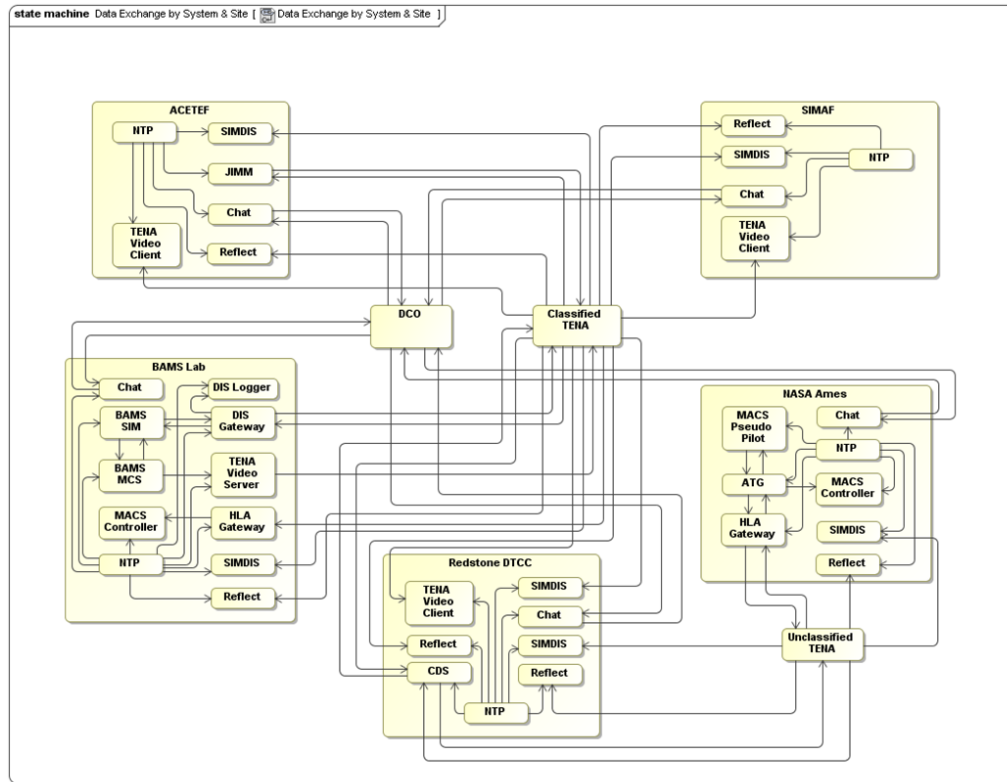 state machine Data Exchange by System & Site [ Data Exchange by System & Site ]
ACETEF
NTP
SIMDIS
JIMM
Chat
TENA
Video
Client
Reflect
SIMAF
Reflect
SIMDIS
NTP
Chat
TENA
Video
Client
DCO
Classified
TENA
BAMS Lab
Chat
DIS Logger
BAMS
SIM
DIS
Gateway
BAMS
MCS
TENA
Video
Server
MACS
Controller
HLA
Gateway
NTP
SIMDIS
Reflect
NASA Ames
MACS
Pseudo
Pilot
Chat
NTP
ATG
MACS
Controller
HLA
Gateway
SIMDIS
Reflect
Redstone DTCC
TENA
Video
Client
SIMDIS
Chat
Reflect
SIMDIS
CDS
Reflect
NTP
Unclassified
TENA